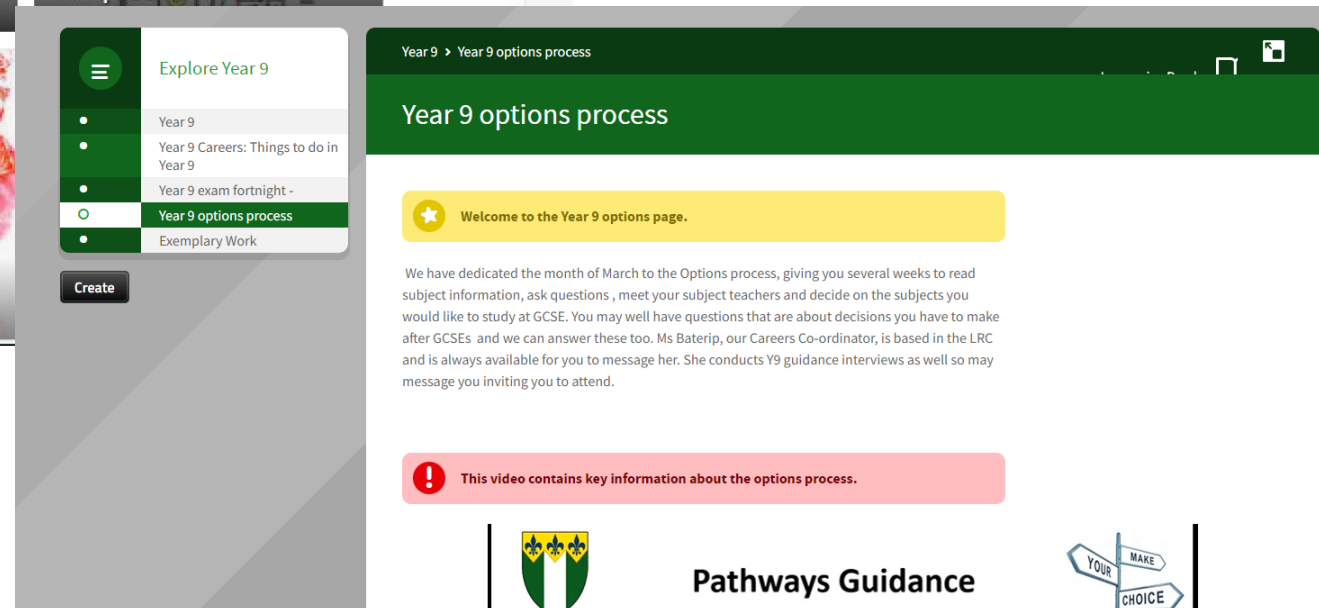 Explore Year 9
Year 9
Year 9 Careers: Things to do in
Year 9
Year 9 exam fortnight -
Year 9 options process
Exemplary Work
Create
Year 9 > Year 9 options process
Year 9 options process
Welcome to the Year 9 options page.
We have dedicated the month of March to the Options process, giving you several weeks to read
subject information, ask questions , meet your subject teachers and decide on the subjects you
would like to study at GCSE. You may well have questions that are about decisions you have to make
after GCSEs and we can answer these too. Ms Baterip, our Careers Co-ordinator, is based in the LRC
and is always available for you to message her. She conducts Y9 guidance interviews as well so may
message you inviting you to attend.
This video contains key information about the options process.
Pathways Guidance
YOUR
MAKE
CHOICE